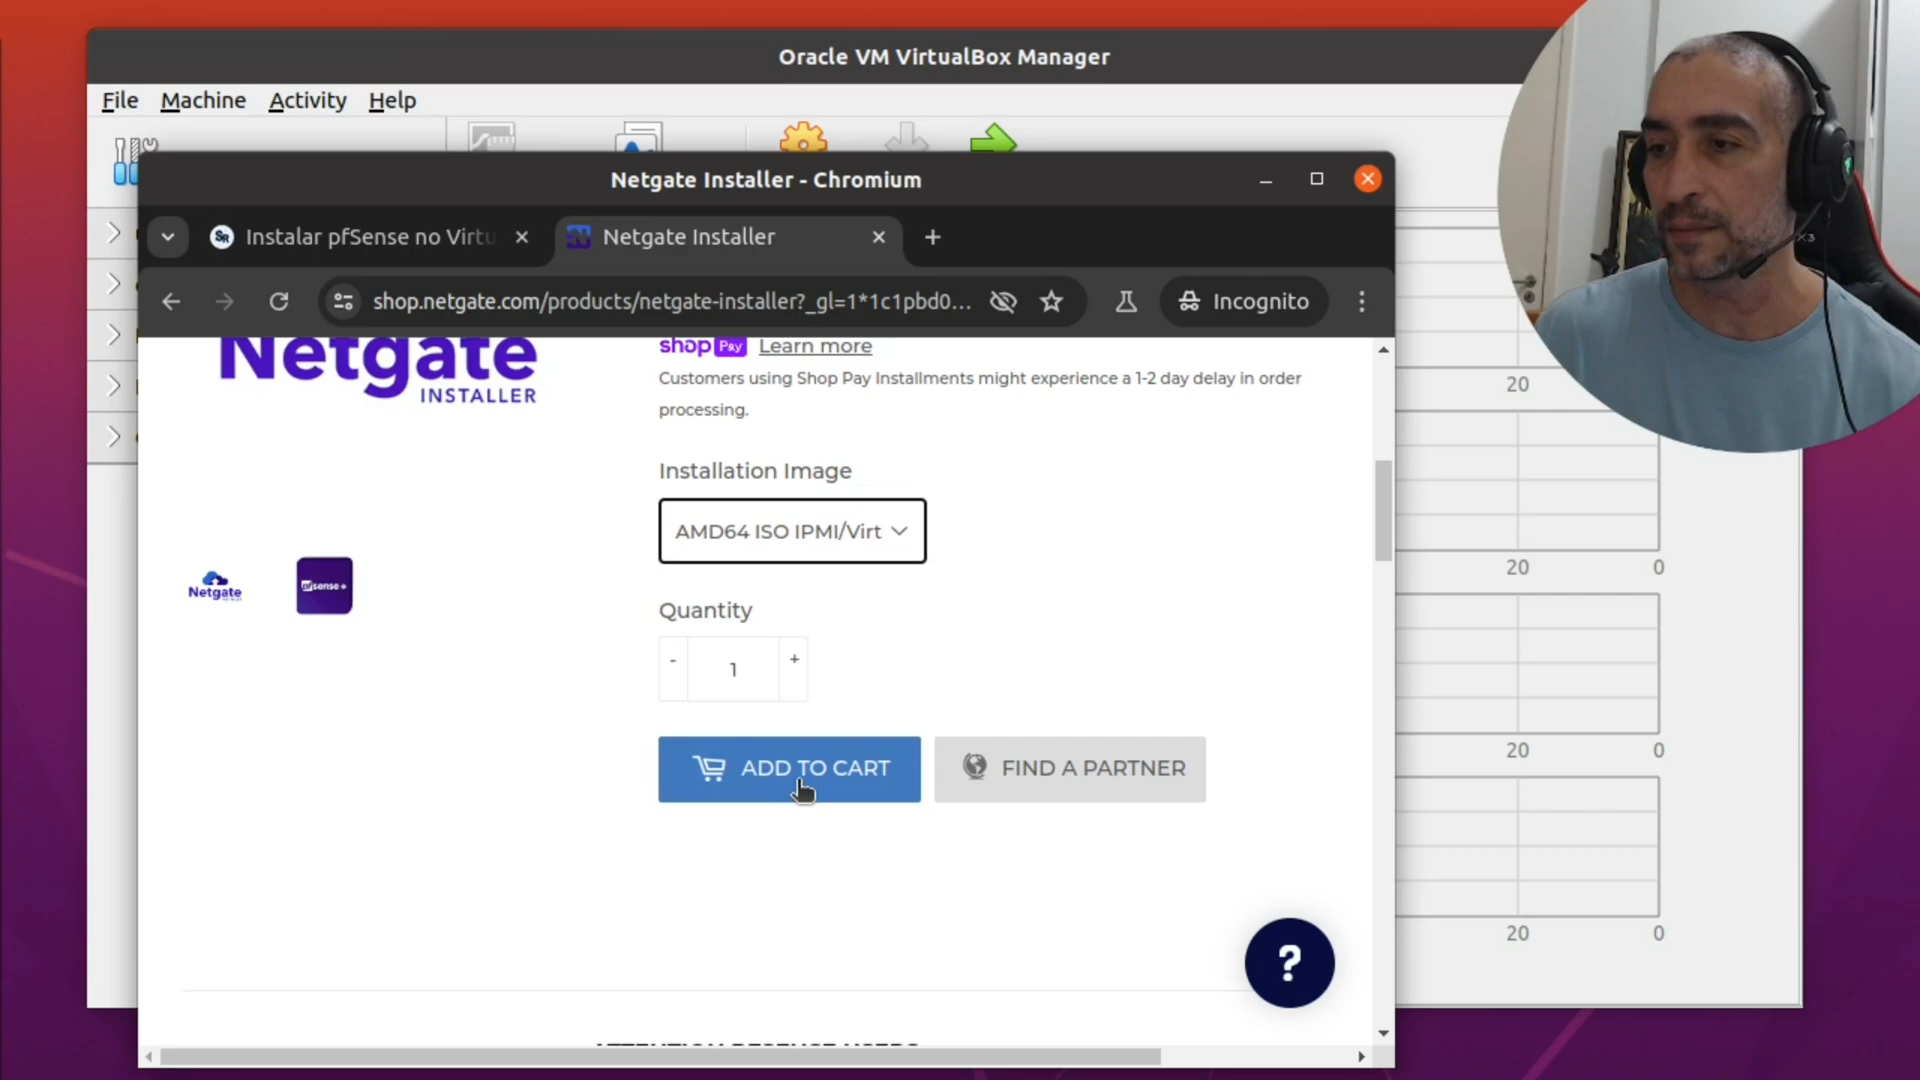 Oracle VM VirtualBox Manager
File Machine Activity Help
Netgate Installer - Chromium
Instalar pfSense no Virtu
Netgate Installer
shop.netgate.com/products/netgate-installer?_gl=1*1c1pbd0...
Incognito
Netgate
INSTALLER
shop Pay Learn more
Customers using Shop Pay Installments might experience a 1-2 day delay in order
processing.
Installation Image
AMD64 ISO IPMI/Virt
Quantity
- 1 +
Netgate
pfsense+
ADD TO CART
FIND A PARTNER
?
20
20 0
20 0
20 0
X3